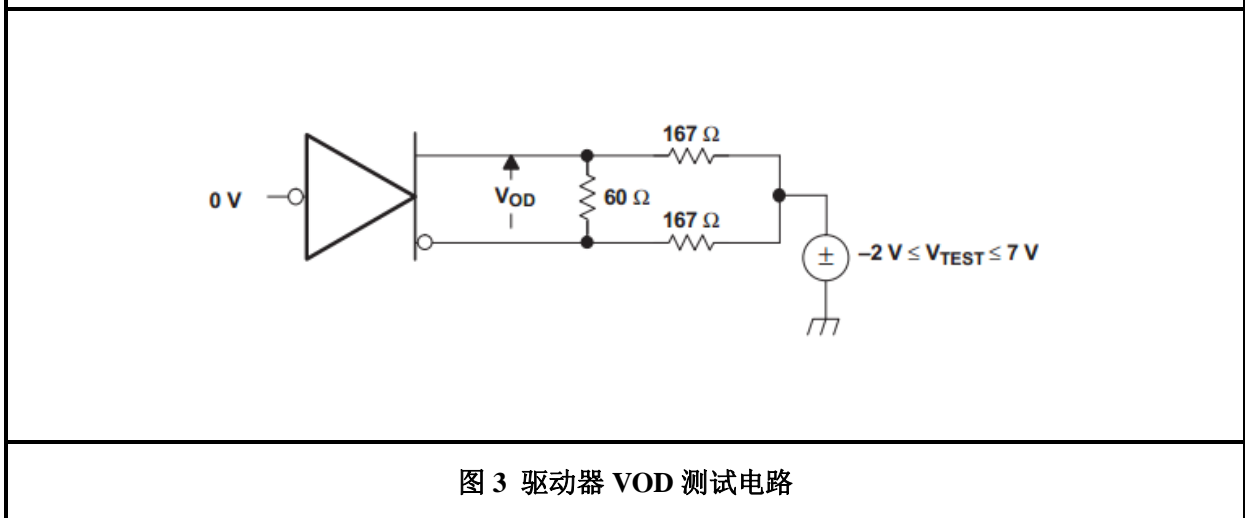 167 Ω
0 V
VOD
60 Ω
167 Ω
± –2 V ≤ VTEST ≤ 7 V
图 3 驱动器 VOD 测试电路